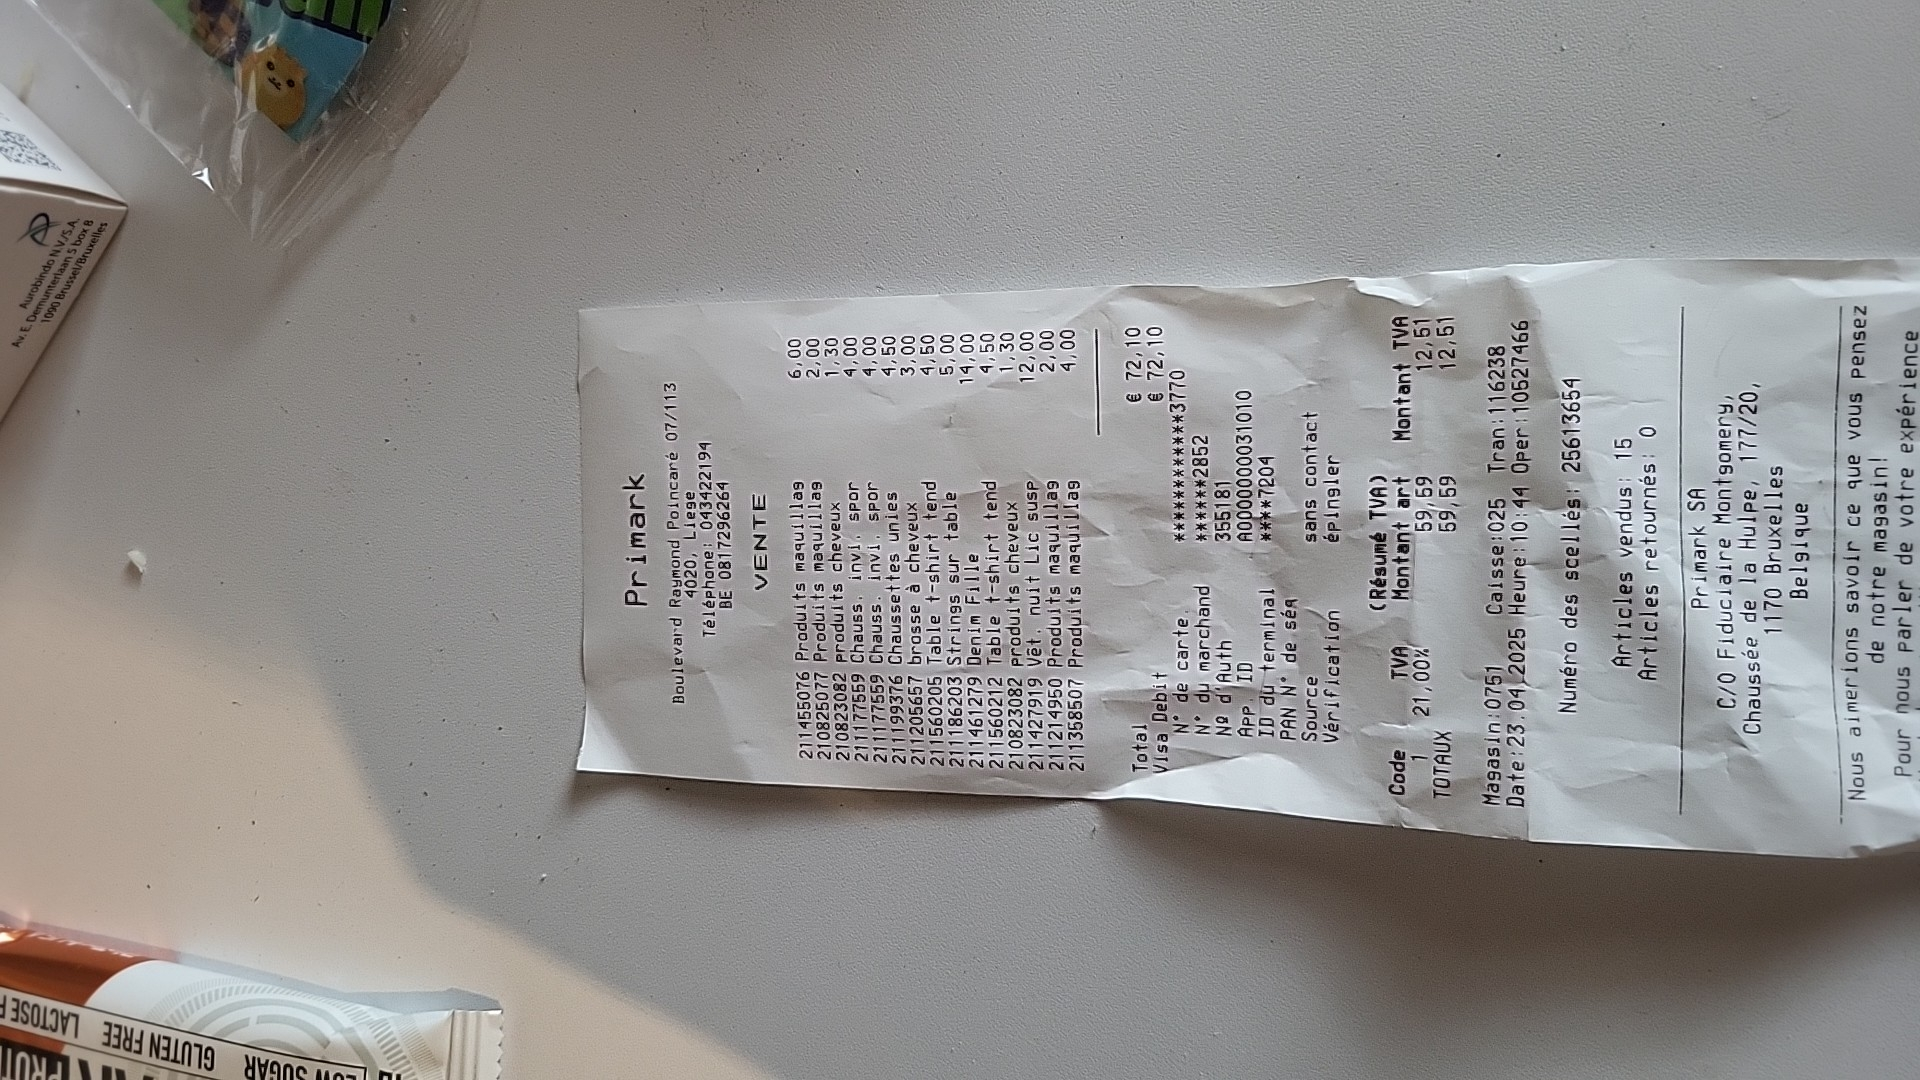 Primark
Boulevard Raymond Poincaré 07/113
4020, Liege
Téléphone: 043422194
BE 0817296264
VENTE
211455076 Produits maquillag 6,00
210825077 Produits maquillag 2,00
210823082 produits cheveux 1,30
211177559 Chauss. invi. spor 4,00
211177559 Chauss. invi. spor 4,00
211199376 Chaussettes unies 4,50
211205657 brosse à cheveux 3,00
211560205 Table t-shirt tend 4,50
211186203 Strings sur table 5,00
211461279 Denim Fille 14,00
211560212 Table t-shirt tend 4,50
210823082 produits cheveux 1,30
211427919 Vêt. nuit Lic susp 12,00
211214950 Produits maquillag 2,00
211358507 Produits maquillag 4,00
Total € 72,10
Visa Debit € 72,10
N° de carte. ************3770
N° du marchand ******2852
Nº d'Auth 355181
App. ID A0000000031010
ID du terminal ****7204
PAN N° de séq
Source sans contact
Vérification épingler
(Résumé TVA)
Code TVA Montant art Montant TVA
1 21,00% 59,59 12,51
TOTAUX 59,59 12,51
Magasin:0751 Caisse:025 Tran:116238
Date:23.04.2025 Heure:10:44 Oper:10527466
Numéro des scellés: 25613654
Articles vendus: 15
Articles retournés: 0
Primark SA
C/O Fiduciaire Montgomery,
Chaussée de la Hulpe, 177/20,
1170 Bruxelles
Belgique
Nous aimerions savoir ce que vous pensez
de notre magasin!
Pour nous parler de votre expérience
Aurobindo N.V./S.A.
Av. E. Demunterlaan 5 box 8
1090 Brussel/Bruxelles
LOW SUGAR
GLUTEN FREE
LACTOSE